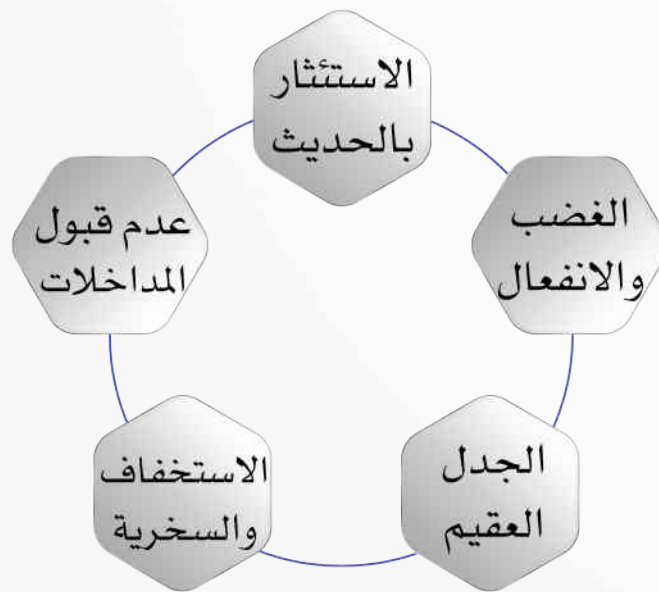 الاستئثار
بالحديث
الغضب
والانفعال
عدم قبول
المداخلات
الجدل
العقيم
الاستخفاف
والسخرية